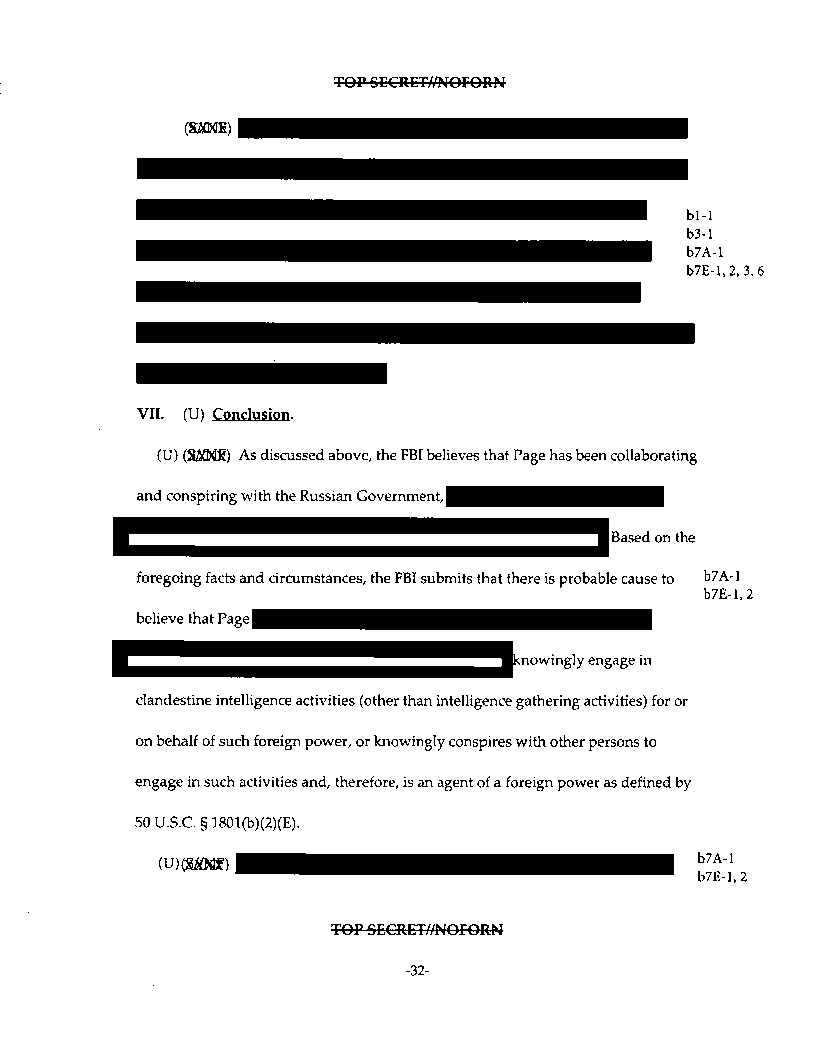 TOP SECRET//NOFORN
(S//NF)
b1-1
b3-1
b7A-1
b7E-1, 2, 3, 6
VII. (U) Conclusion.
(U) (S//NF) As discussed above, the FBI believes that Page has been collaborating
and conspiring with the Russian Government,
Based on the
foregoing facts and circumstances, the FBI submits that there is probable cause to
b7A-1
b7E-1, 2
believe that Page
knowingly engage in
clandestine intelligence activities (other than intelligence gathering activities) for or
on behalf of such foreign power, or knowingly conspires with other persons to
engage in such activities and, therefore, is an agent of a foreign power as defined by
50 U.S.C. § 1801(b)(2)(E).
(U)(S//NF)
b7A-1
b7E-1, 2
TOP SECRET//NOFORN
-32-